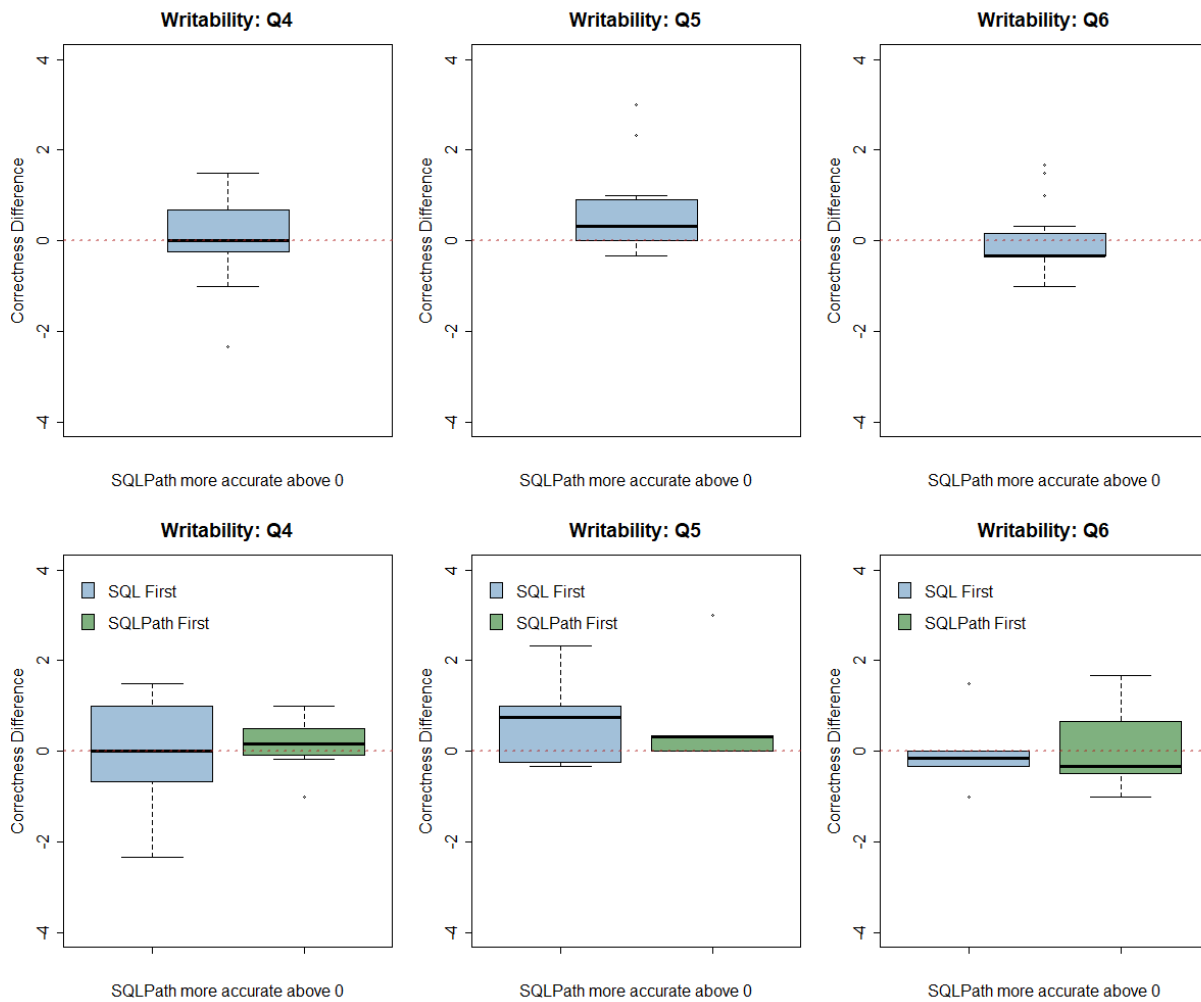 Writability: Q4
4
2
0
-2
-4
Correctness Difference
SQLPath more accurate above 0
Writability: Q5
4
2
0
-2
-4
Correctness Difference
SQLPath more accurate above 0
Writability: Q6
4
2
0
-2
-4
Correctness Difference
SQLPath more accurate above 0
Writability: Q4
SQL First
SQLPath First
4
2
0
-2
-4
Correctness Difference
SQLPath more accurate above 0
Writability: Q5
SQL First
SQLPath First
4
2
0
-2
-4
Correctness Difference
SQLPath more accurate above 0
Writability: Q6
SQL First
SQLPath First
4
2
0
-2
-4
Correctness Difference
SQLPath more accurate above 0